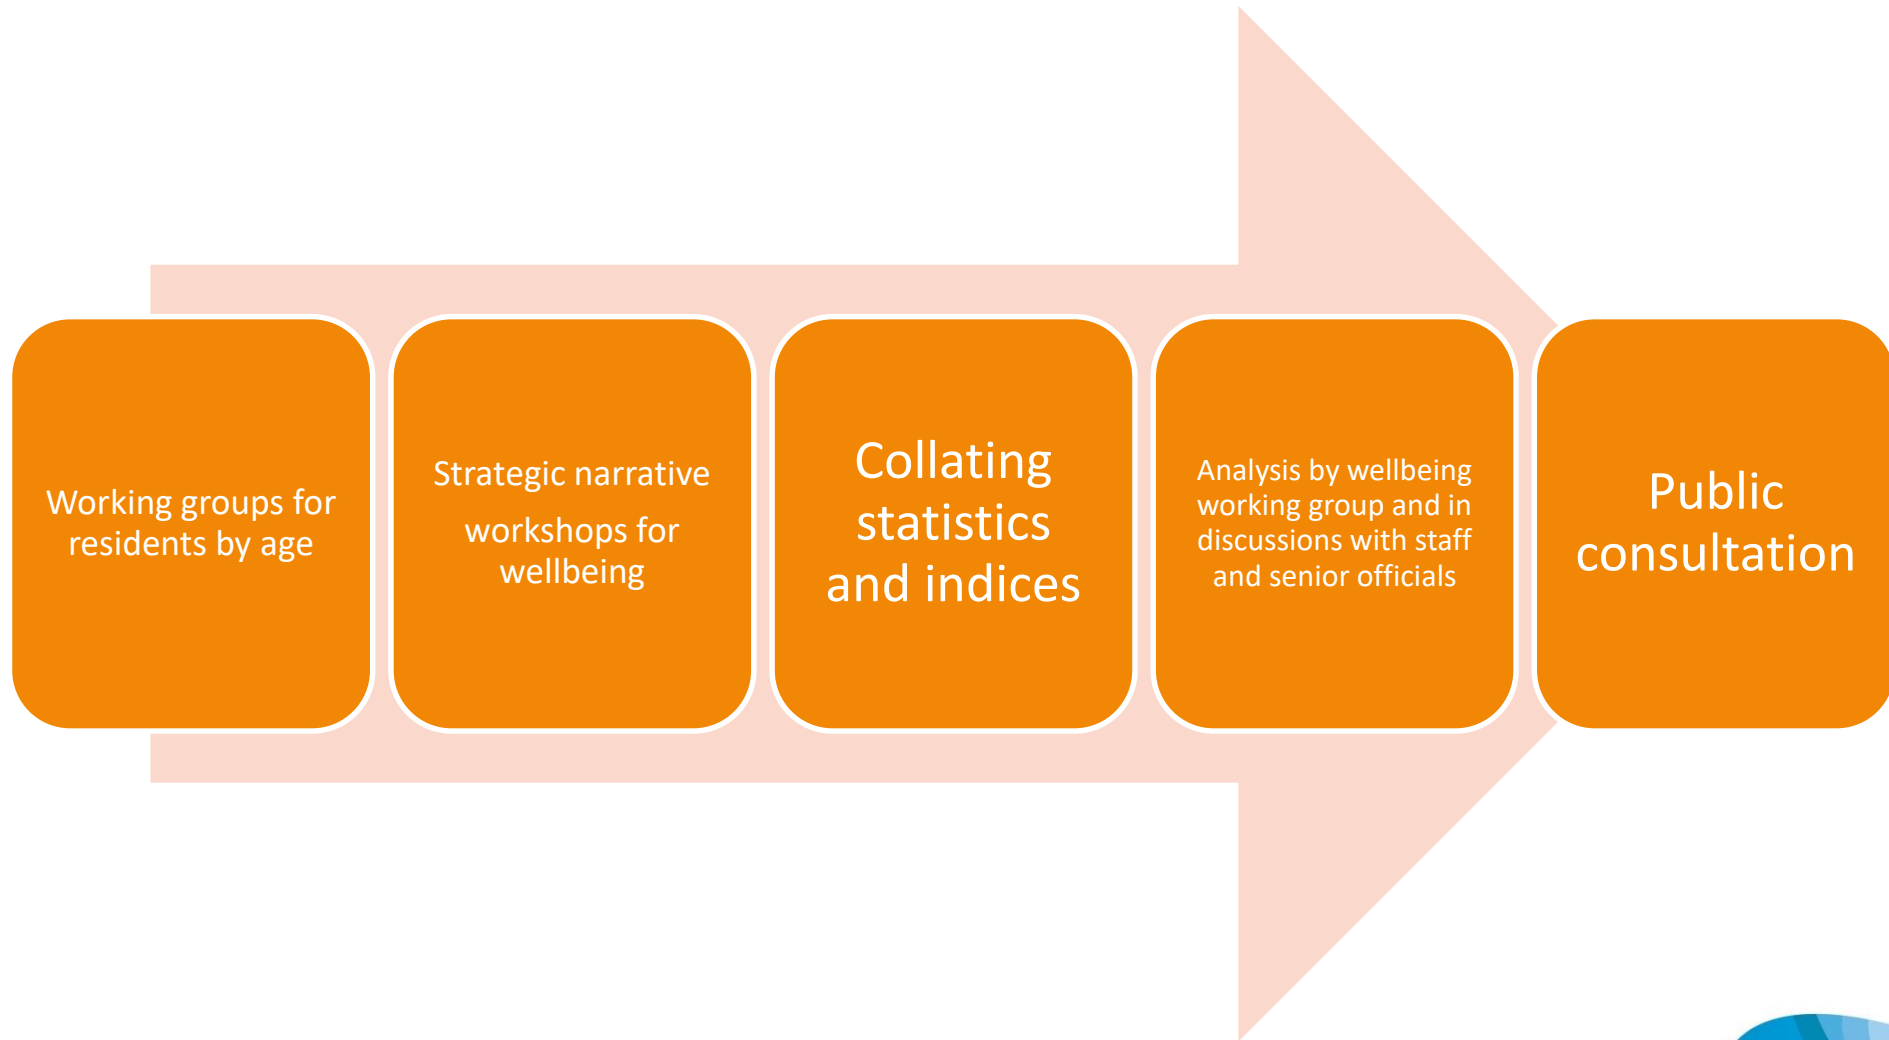 Working groups for
residents by age
Strategic narrative
workshops for
wellbeing
Collating
statistics
and indices
Analysis by wellbeing
working group and in
discussions with staff
and senior officials
Public
consultation